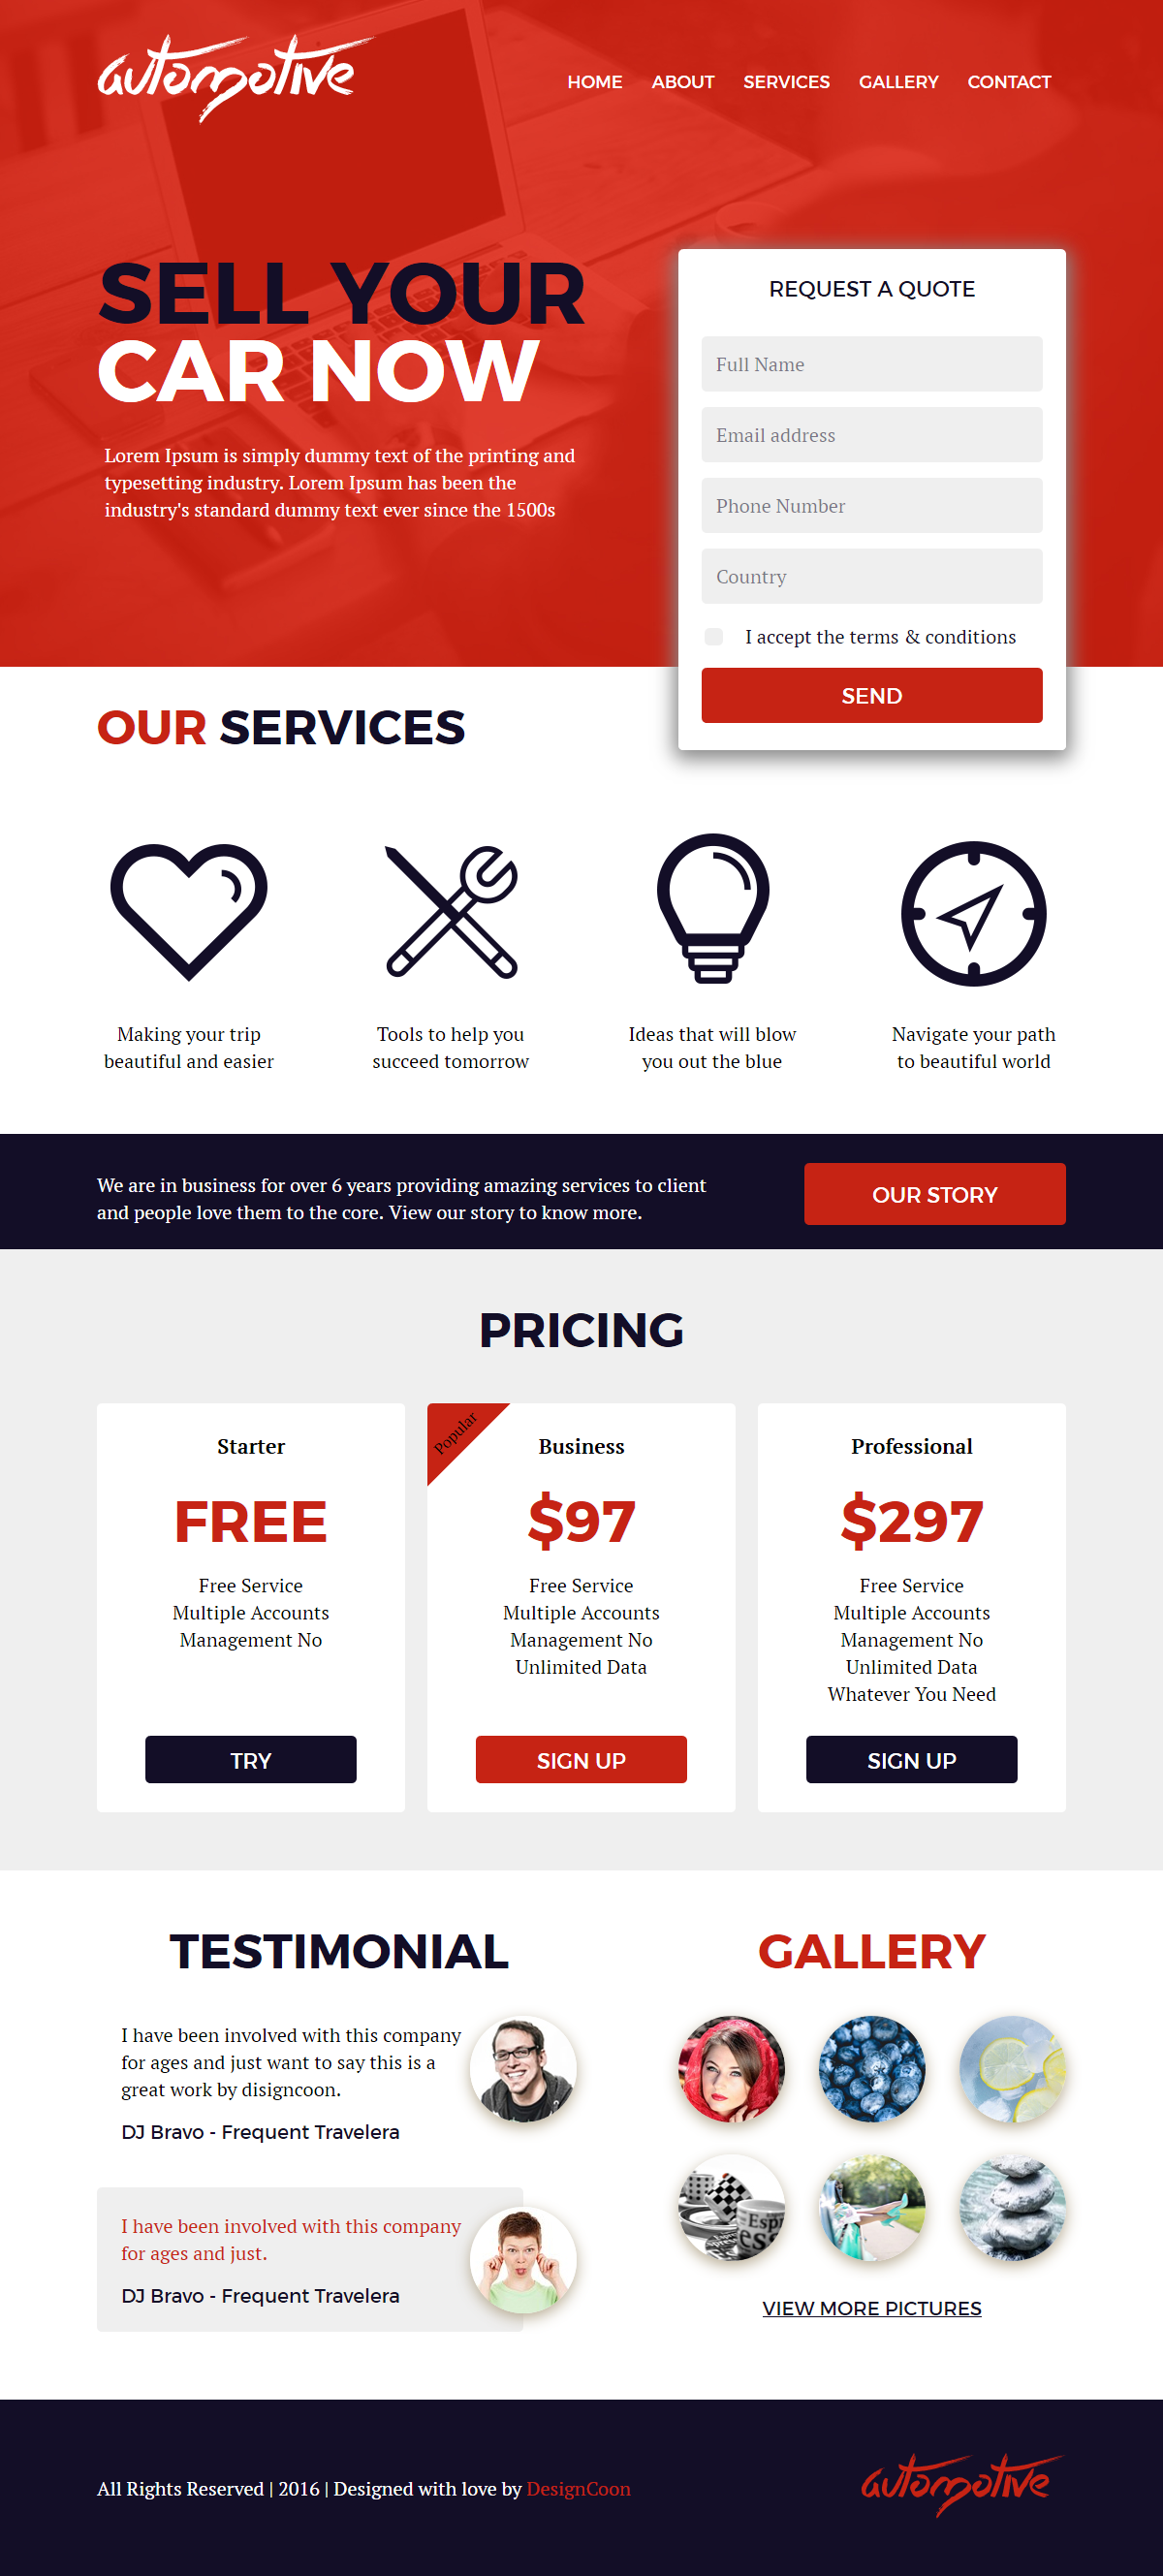 automotive
HOME ABOUT SERVICES GALLERY CONTACT
SELL YOUR
CAR NOW
Lorem Ipsum is simply dummy text of the printing and
typesetting industry. Lorem Ipsum has been the
industry's standard dummy text ever since the 1500s
REQUEST A QUOTE
Full Name
Email address
Phone Number
Country
I accept the terms & conditions
SEND
OUR SERVICES
Making your trip
beautiful and easier
Tools to help you
succeed tomorrow
Ideas that will blow
you out the blue
Navigate your path
to beautiful world
We are in business for over 6 years providing amazing services to client
and people love them to the core. View our story to know more.
OUR STORY
PRICING
Starter
FREE
Free Service
Multiple Accounts
Management No
TRY
Popular
Business
$97
Free Service
Multiple Accounts
Management No
Unlimited Data
SIGN UP
Professional
$297
Free Service
Multiple Accounts
Management No
Unlimited Data
Whatever You Need
SIGN UP
TESTIMONIAL
I have been involved with this company
for ages and just want to say this is a
great work by disigncoon.
DJ Bravo - Frequent Travelera
I have been involved with this company
for ages and just.
DJ Bravo - Frequent Travelera
GALLERY
Esp
ess
VIEW MORE PICTURES
All Rights Reserved | 2016 | Designed with love by DesignCoon
automotive